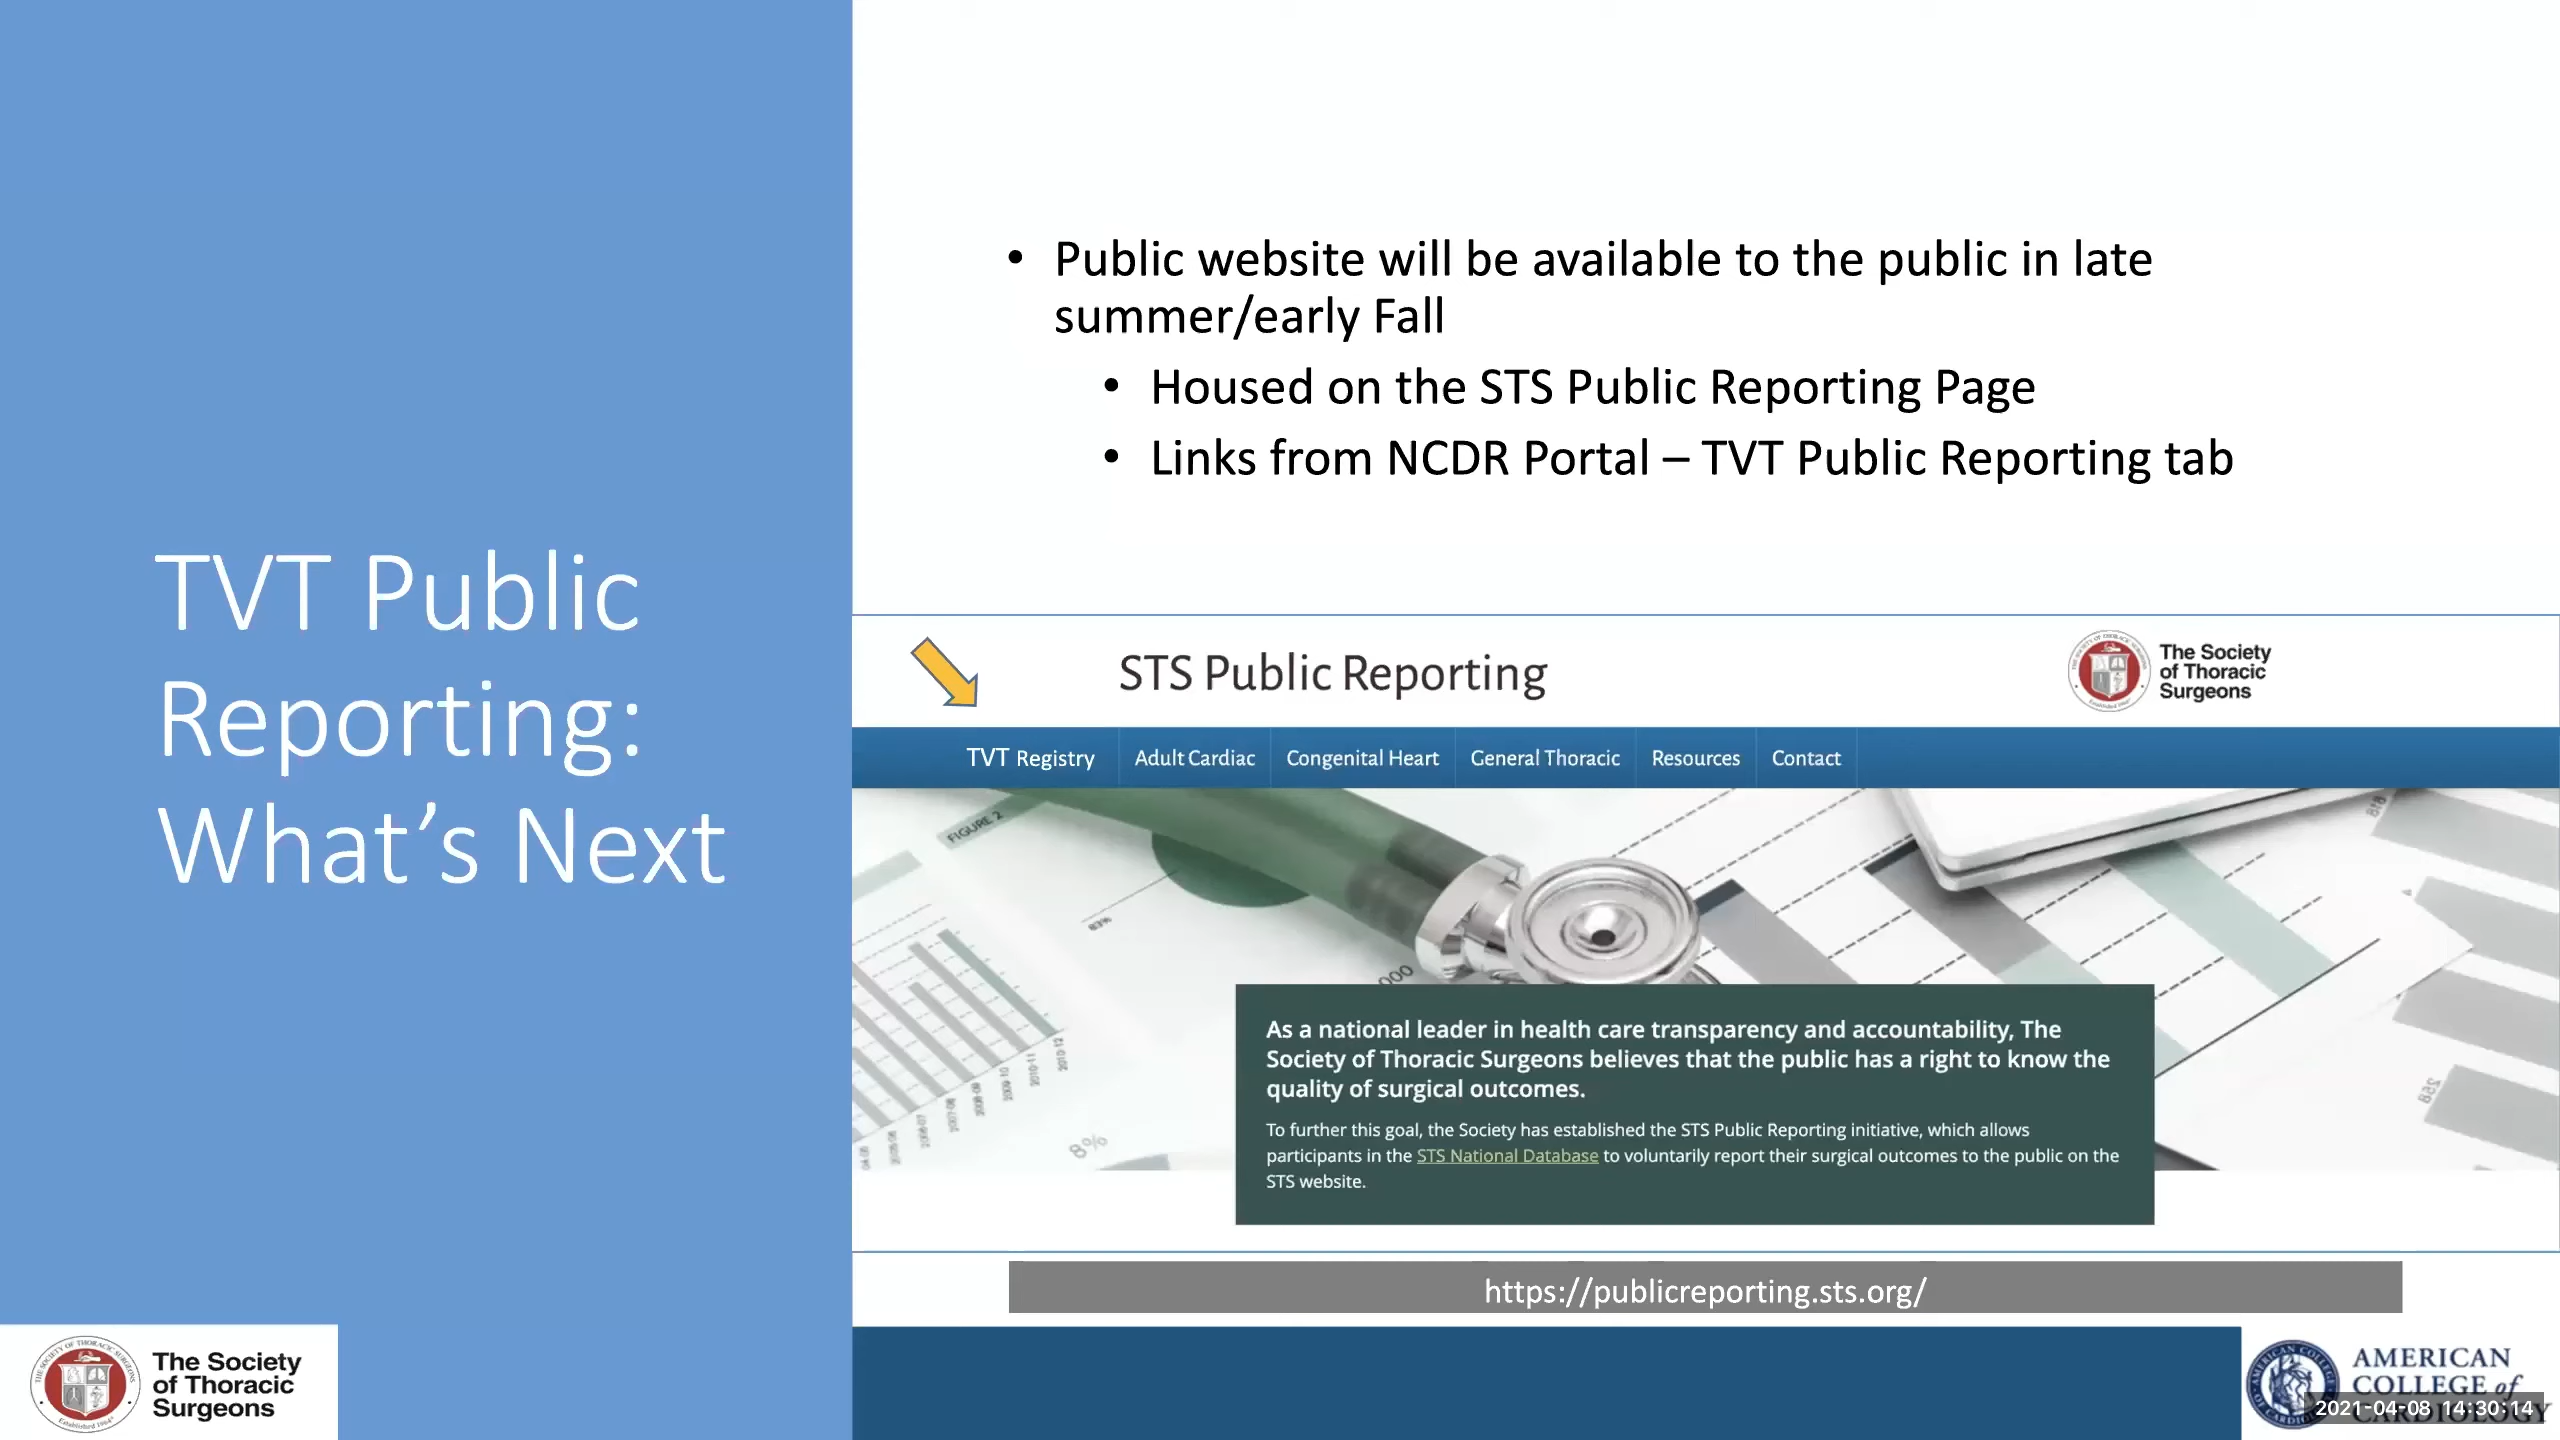 TVT Public
Reporting:
What’s Next
• Public website will be available to the public in late
summer/early Fall
• Housed on the STS Public Reporting Page
• Links from NCDR Portal – TVT Public Reporting tab
STS Public Reporting
The Society
of Thoracic
Surgeons
TVT Registry
Adult Cardiac
Congenital Heart
General Thoracic
Resources
Contact
FIGURE 2
83%
000
8%
As a national leader in health care transparency and accountability, The
Society of Thoracic Surgeons believes that the public has a right to know the
quality of surgical outcomes.
To further this goal, the Society has established the STS Public Reporting initiative, which allows
participants in the STS National Database to voluntarily report their surgical outcomes to the public on the
STS website.
https://publicreporting.sts.org/
The Society
of Thoracic
Surgeons
AMERICAN
COLLEGE of
CARDIOLOGY
2021-04-08 14:30:14